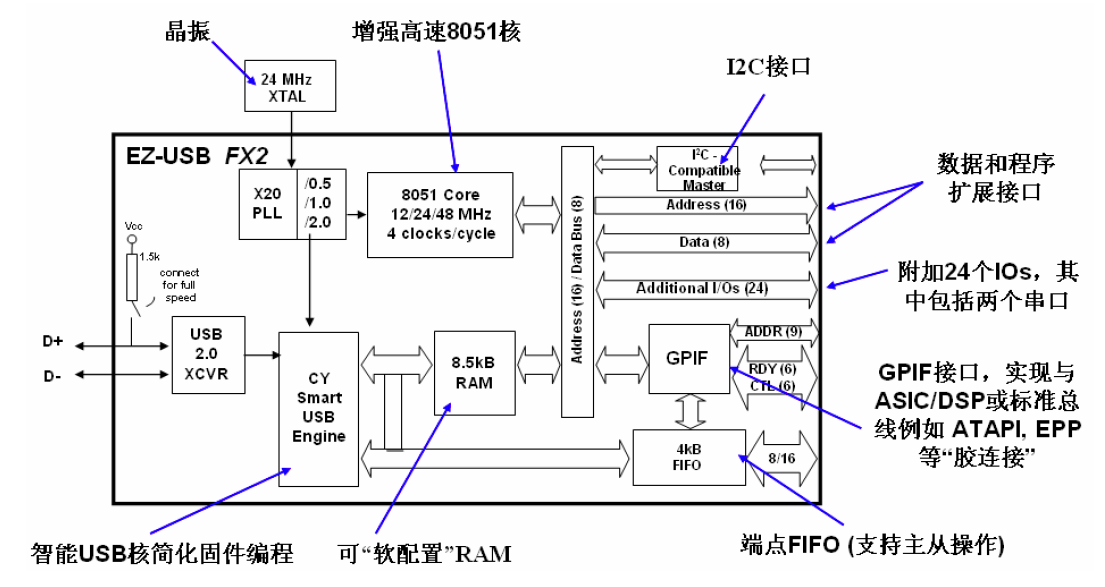 晶振
增强高速8051核
I2C接口
24 MHz
XTAL
EZ-USB FX2
X20
PLL
/0.5
/1.0
/2.0
8051 Core
12/24/48 MHz
4 clocks/cycle
Address (16) / Data Bus (8)
I²C -
Compatible
Master
Address (16)
Data (8)
Additional I/Os (24)
数据和程序
扩展接口
附加24个IOs，其
中包括两个串口
Vcc
1.5k
connect
for full
speed
D+
D-
USB
2.0
XCVR
CY
Smart
USB
Engine
8.5kB
RAM
GPIF
ADDR (9)
RDY (6)
CTL (6)
4kB
FIFO
8/16
GPIF接口，实现与
ASIC/DSP或标准总
线例如 ATAPI, EPP
等“胶连接”
智能USB核简化固件编程
可“软配置”RAM
端点FIFO (支持主从操作)